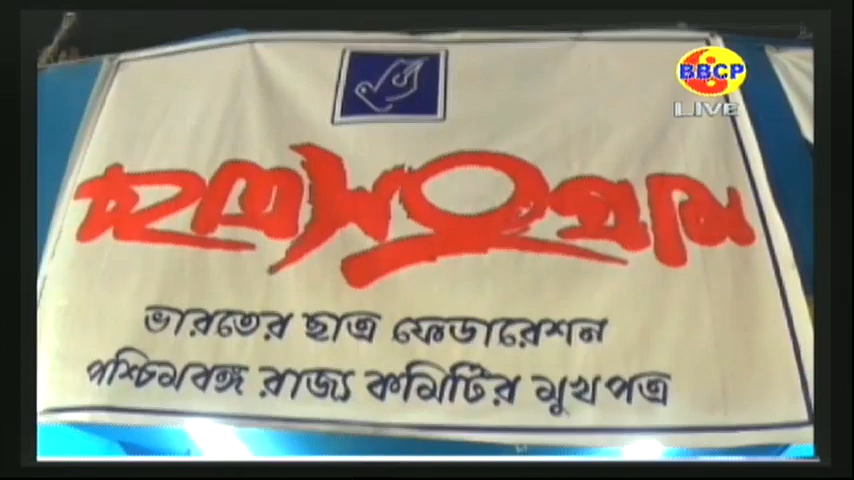 BBCP
LIVE
ছাত্রসংগ্রাম
ভারতের ছাত্র ফেডারেশন
পশ্চিমবঙ্গ রাজ্য কমিটির মুখপত্র